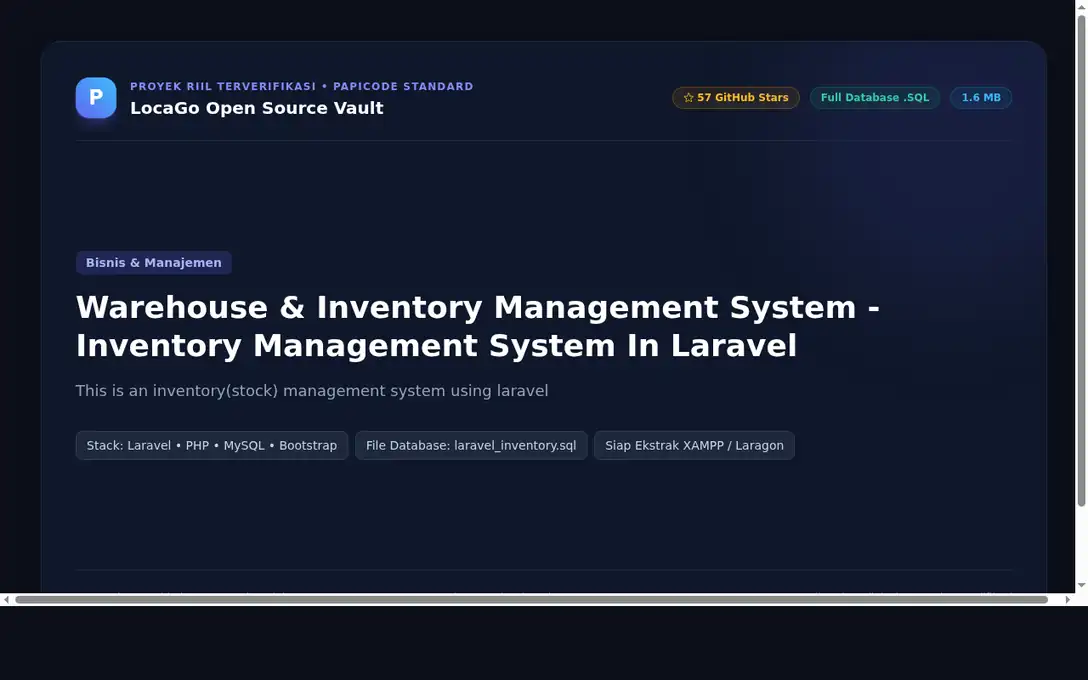 P
PROYEK RIIL TERVERIFIKASI • PAPICODE STANDARD
LocaGo Open Source Vault
☆ 57 GitHub Stars
Full Database .SQL
1.6 MB
Bisnis & Manajemen
Warehouse & Inventory Management System -
Inventory Management System In Laravel
This is an inventory(stock) management system using laravel
Stack: Laravel • PHP • MySQL • Bootstrap
File Database: laravel_inventory.sql
Siap Ekstrak XAMPP / Laragon